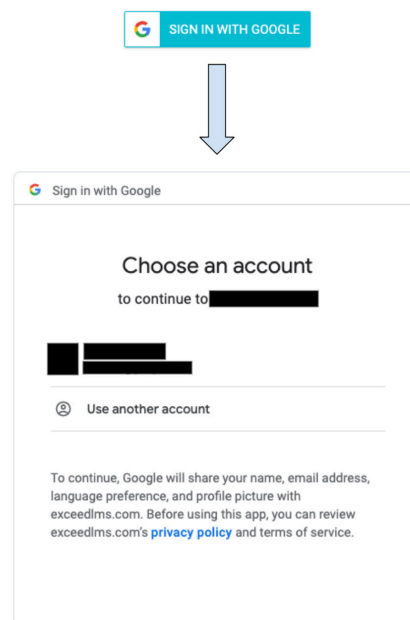 SIGN IN WITH GOOGLE
Sign in with Google
Choose an account
to continue to
Use another account
To continue, Google will share your name, email address,
language preference, and profile picture with
exceedlms.com. Before using this app, you can review
exceedlms.com's privacy policy and terms of service.